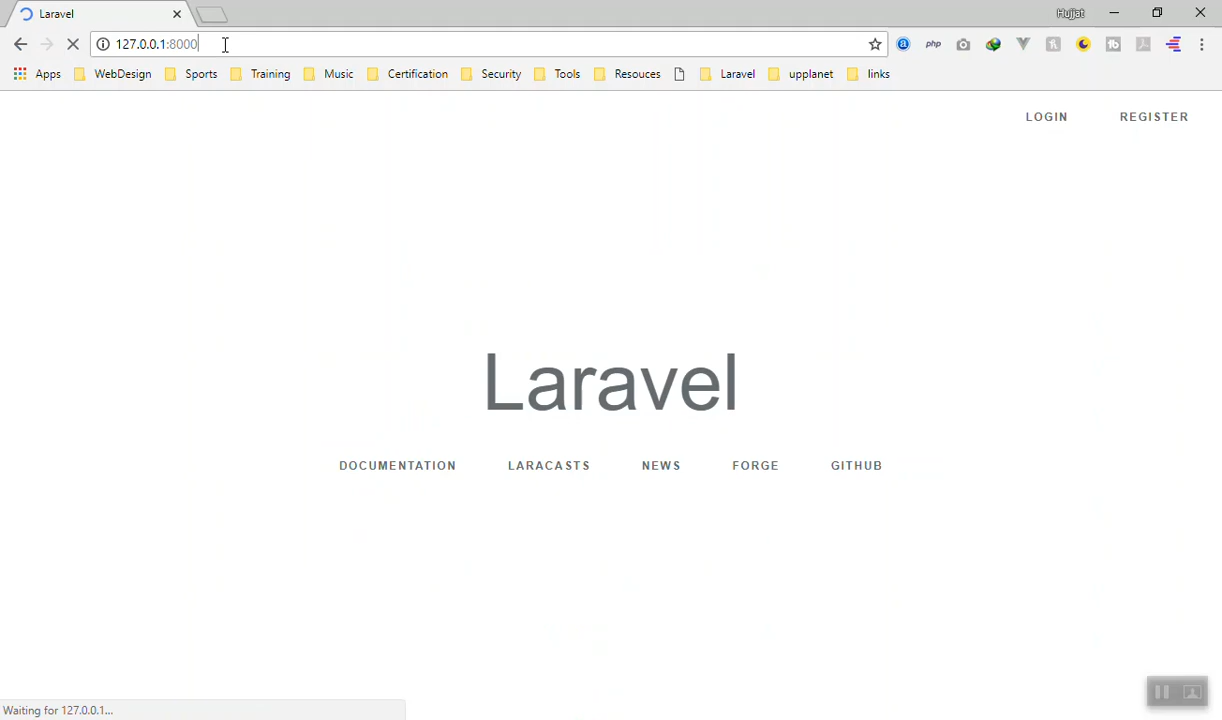 Laravel
Hujjat
127.0.0.1:8000
php
Apps WebDesign Sports Training Music Certification Security Tools Resouces Laravel upplanet links
LOGIN REGISTER
Laravel
DOCUMENTATION LARACASTS NEWS FORGE GITHUB
Waiting for 127.0.0.1...